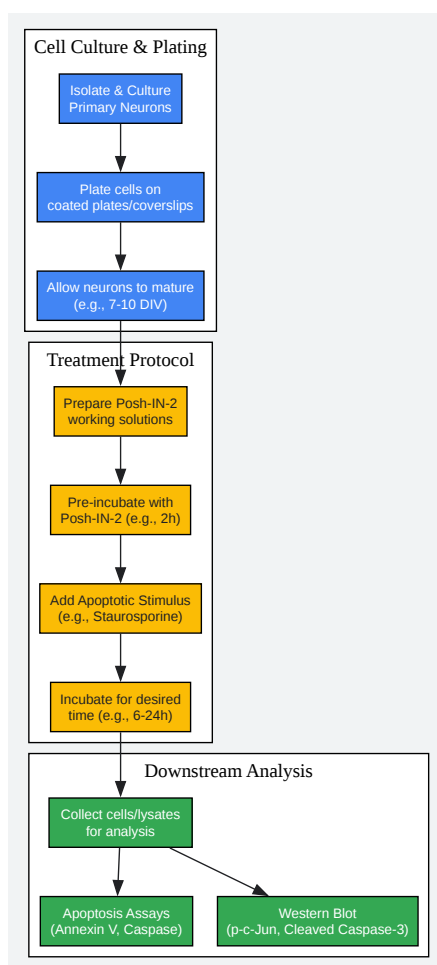 Cell Culture & Plating
Isolate & Culture
Primary Neurons
Plate cells on
coated plates/coverslips
Allow neurons to mature
(e.g., 7-10 DIV)
Treatment Protocol
Prepare Posh-IN-2
working solutions
Pre-incubate with
Posh-IN-2 (e.g., 2h)
Add Apoptotic Stimulus
(e.g., Staurosporine)
Incubate for desired
time (e.g., 6-24h)
Downstream Analysis
Collect cells/lysates
for analysis
Apoptosis Assays
(Annexin V, Caspase)
Western Blot
(p-c-Jun, Cleaved Caspase-3)